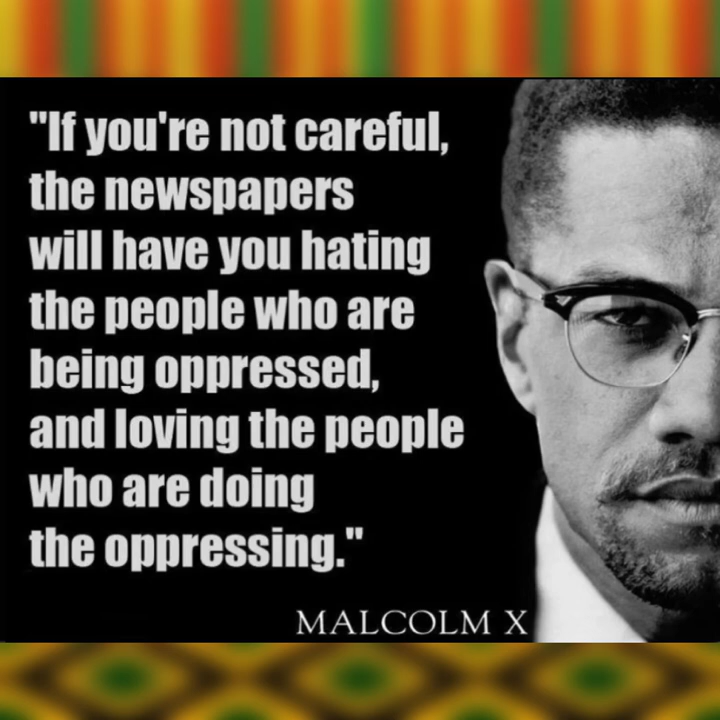 "If you're not careful,
the newspapers
will have you hating
the people who are
being oppressed,
and loving the people
who are doing
the oppressing."
MALCOLM X